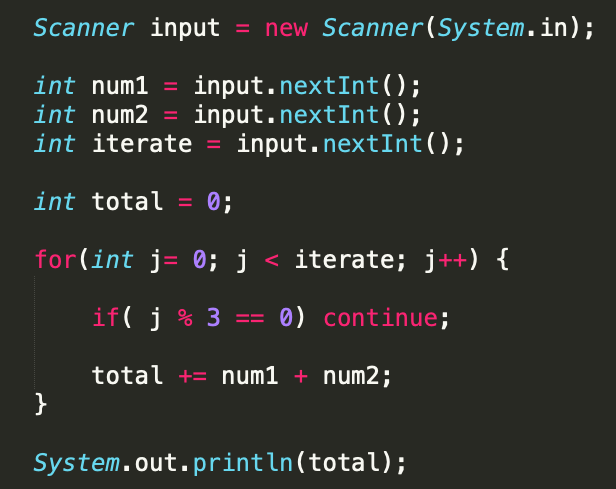 Scanner input = new Scanner(System.in);
int num1 = input.nextInt();
int num2 = input.nextInt();
int iterate = input.nextInt();
int total = 0;
for(int j= 0; j < iterate; j++) {
if( j % 3 == 0) continue;
total += num1 + num2;
}
System.out.println(total);